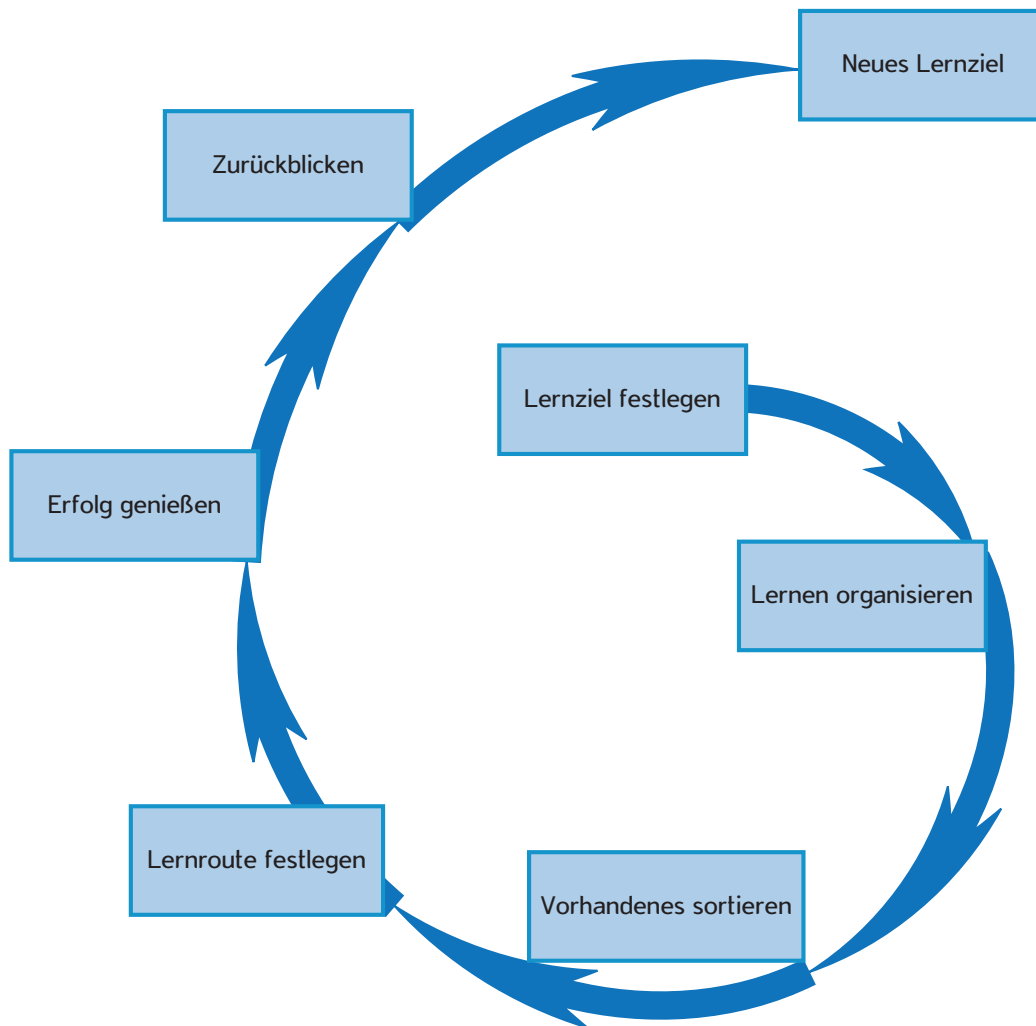 Neues Lernziel
Zurückblicken
Lernziel festlegen
Erfolg genießen
Lernen organisieren
Lernroute festlegen
Vorhandenes sortieren